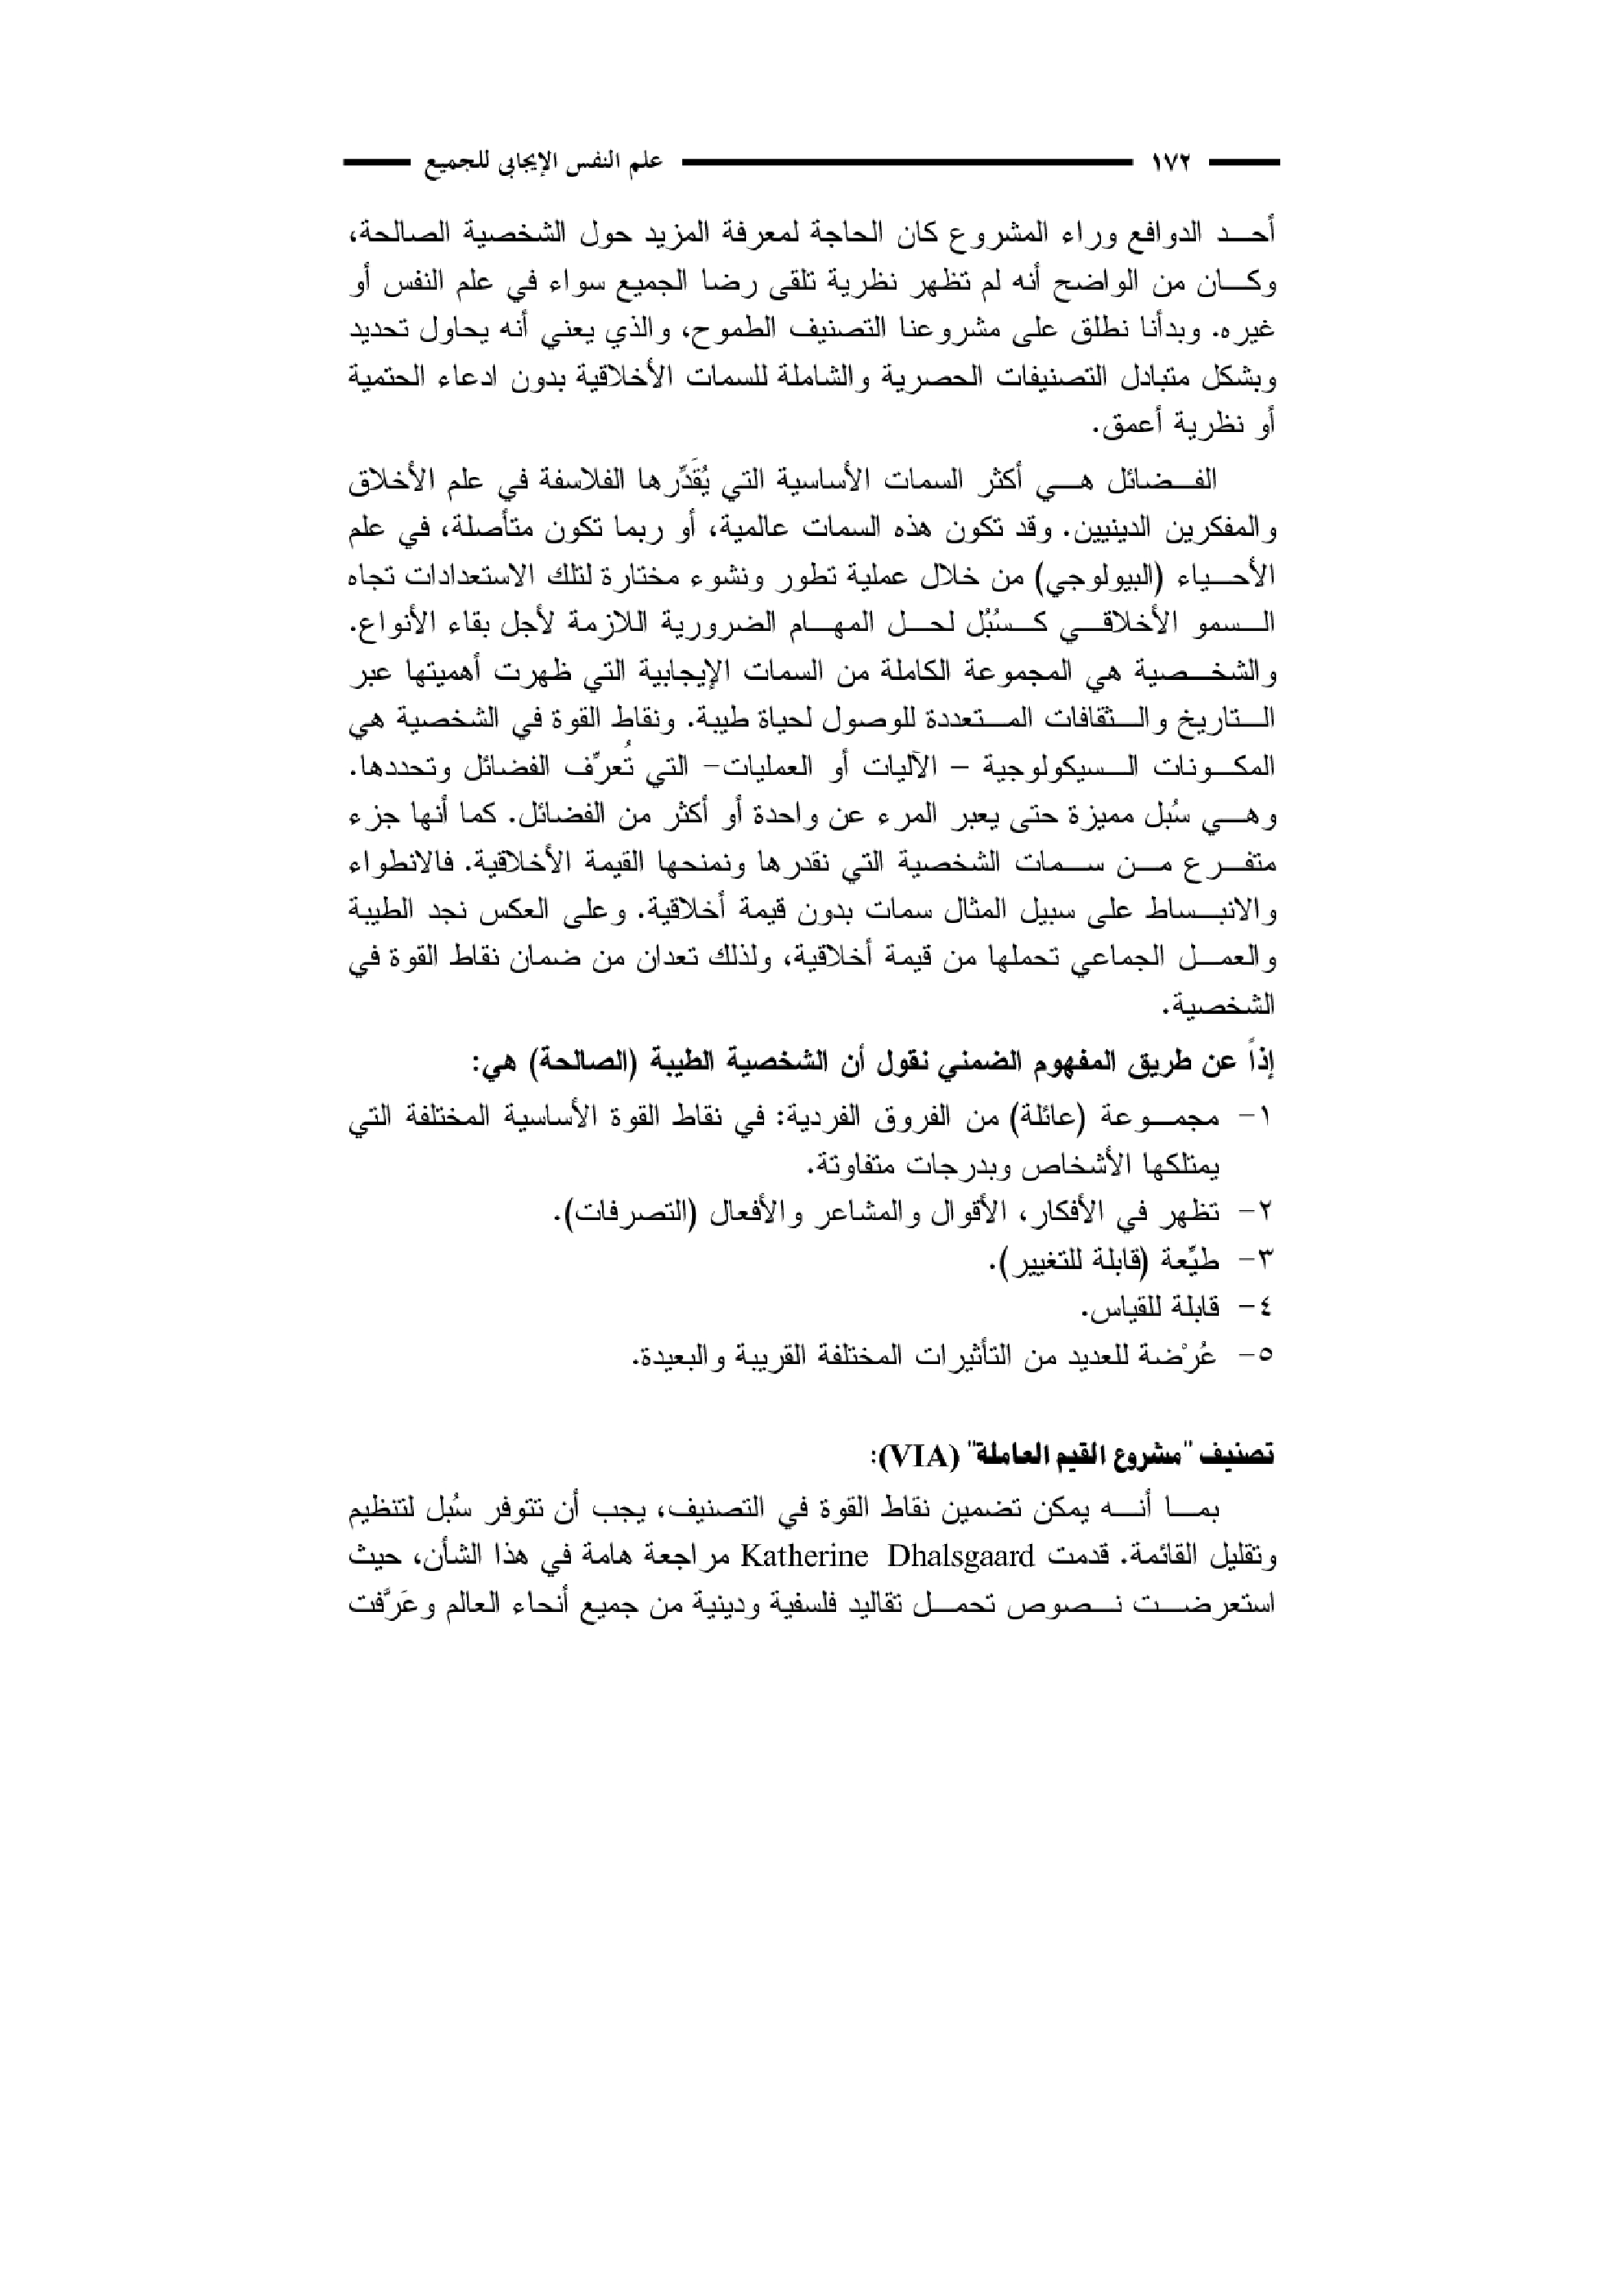 ١٧٢ علم النفس الإيجابي للجميع
أحد الدوافع وراء المشروع كان الحاجة لمعرفة المزيد حول الشخصية الصالحة،
وكان من الواضح أنه لم تظهر نظرية تلقى رضا الجميع سواء في علم النفس أو
غيره. وبدأنا نطلق على مشروعنا التصنيف الطموح، والذي يعني أنه يحاول تحديد
وبشكل متبادل التصنيفات الحصرية والشاملة للسمات الأخلاقية بدون ادعاء الحتمية
أو نظرية أعمق.
الفضائل هي أكثر السمات الأساسية التي يُقَدِّرها الفلاسفة في علم الأخلاق
والمفكرين الدينيين. وقد تكون هذه السمات عالمية، أو ربما تكون متأصلة، في علم
الأحياء (البيولوجي) من خلال عملية تطور ونشوء مختارة لتلك الاستعدادات تجاه
السمو الأخلاقي كسُبُل لحل المهام الضرورية اللازمة لأجل بقاء الأنواع.
والشخصية هي المجموعة الكاملة من السمات الإيجابية التي ظهرت أهميتها عبر
التاريخ والثقافات المتعددة للوصول لحياة طيبة. ونقاط القوة في الشخصية هي
المكونات السيكولوجية – الآليات أو العمليات– التي تُعرِّف الفضائل وتحددها.
وهي سُبل مميزة حتى يعبر المرء عن واحدة أو أكثر من الفضائل. كما أنها جزء
متفرع من سمات الشخصية التي نقدرها ونمنحها القيمة الأخلاقية. فالانطواء
والانبساط على سبيل المثال سمات بدون قيمة أخلاقية. وعلى العكس نجد الطيبة
والعمل الجماعي تحملها من قيمة أخلاقية، ولذلك تعدان من ضمان نقاط القوة في
الشخصية.
إذاً عن طريق المفهوم الضمني نقول أن الشخصية الطيبة (الصالحة) هي:
١- مجموعة (عائلة) من الفروق الفردية: في نقاط القوة الأساسية المختلفة التي
يمتلكها الأشخاص وبدرجات متفاوتة.
٢- تظهر في الأفكار، الأقوال والمشاعر والأفعال (التصرفات).
٣- طيِّعة (قابلة للتغيير).
٤- قابلة للقياس.
٥- عُرْضة للعديد من التأثيرات المختلفة القريبة والبعيدة.
تصنيف "مشروع القيم العاملة" (VIA):
بما أنه يمكن تضمين نقاط القوة في التصنيف، يجب أن تتوفر سُبل لتنظيم
وتقليل القائمة. قدمت Katherine Dhalsgaard مراجعة هامة في هذا الشأن، حيث
استعرضت نصوص تحمل تقاليد فلسفية ودينية من جميع أنحاء العالم وعَرَّفت